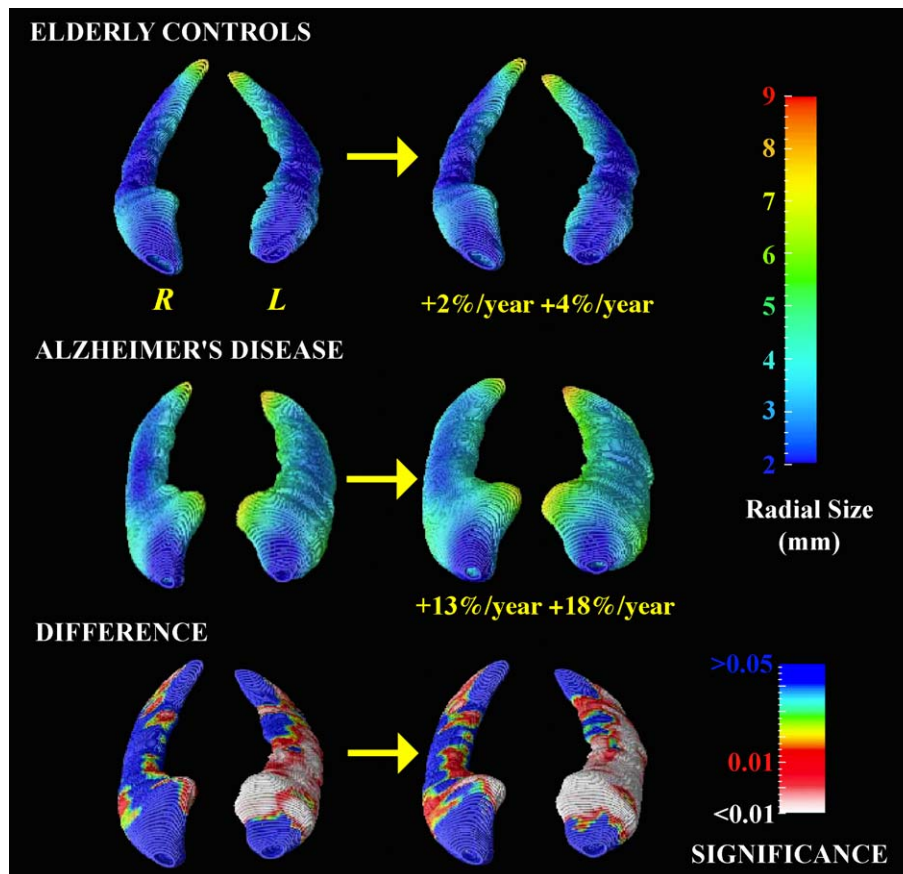 ELDERLY CONTROLS
R L
+2%/year +4%/year
ALZHEIMER'S DISEASE
+13%/year +18%/year
DIFFERENCE
9
8
7
6
5
4
3
2
Radial Size
(mm)
>0.05
0.01
<0.01
SIGNIFICANCE